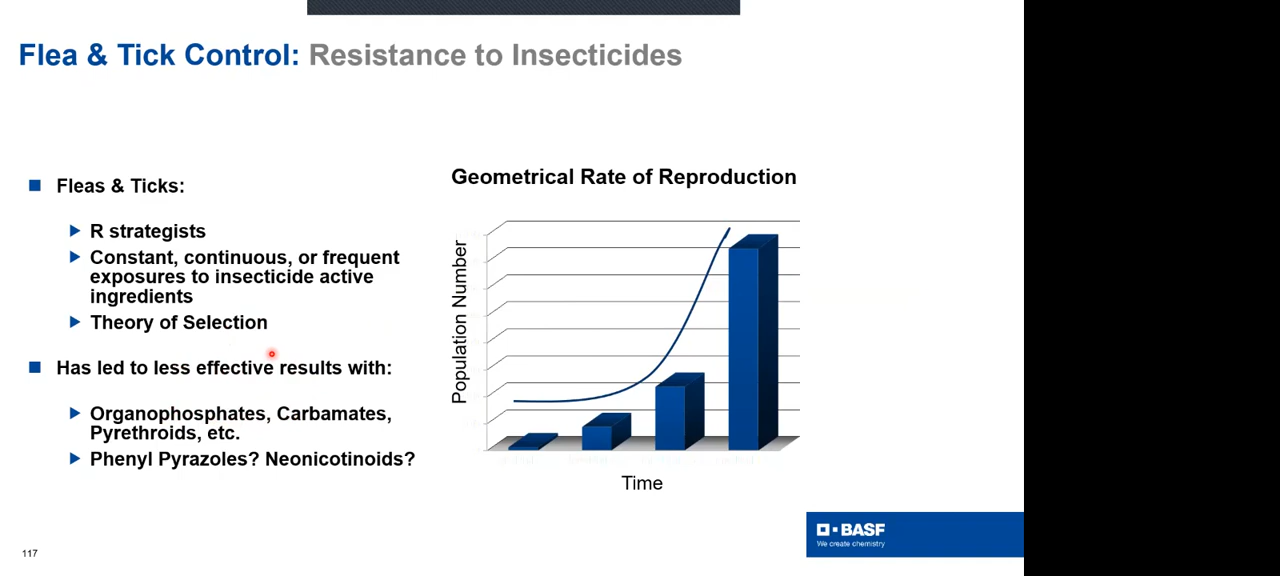 Flea & Tick Control: Resistance to Insecticides
Fleas & Ticks:
R strategists
Constant, continuous, or frequent
exposures to insecticide active
ingredients
Theory of Selection
Has led to less effective results with:
Organophosphates, Carbamates,
Pyrethroids, etc.
Phenyl Pyrazoles? Neonicotinoids?
Geometrical Rate of Reproduction
Population Number
Time
BASF
We create chemistry
117